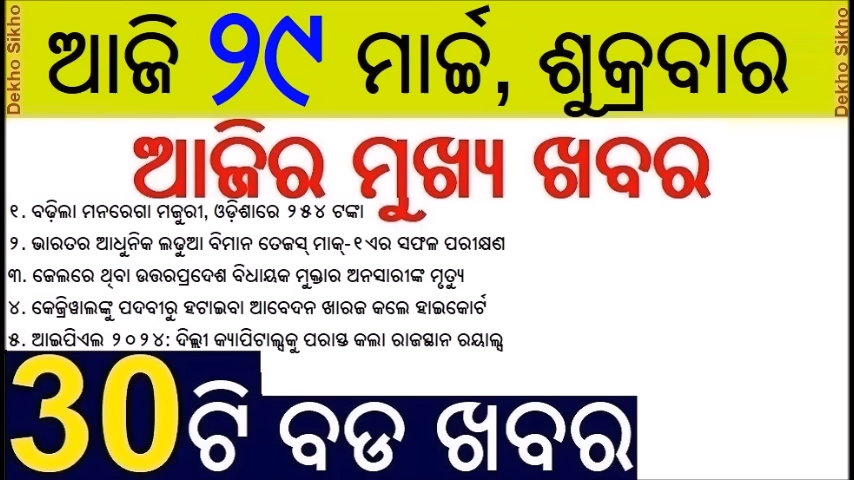 Dekho Sikho
ଆଜି ୨୯ ମାର୍ଚ୍ଚ, ଶୁକ୍ରବାର
Dekho Sikho
ଆଜିର ମୁଖ୍ୟ ଖବର
୧. ବଢ଼ିଲା ମନରେଗା ମଜୁରୀ, ଓଡ଼ିଶାରେ ୨୫୪ ଟଙ୍କା
୨. ଭାରତର ଆଧୁନିକ ଲଢୁଆ ବିମାନ ତେଜସ୍ ମାକ୍-୧ଏର ସଫଳ ପରୀକ୍ଷଣ
୩. ଜେଲରେ ଥିବା ଉତ୍ତରପ୍ରଦେଶ ବିଧାୟକ ମୁକ୍ତାର ଅନସାରୀଙ୍କ ମୃତ୍ୟୁ
୪. କେଜ୍ରିୱାଲଙ୍କୁ ପଦବୀରୁ ହଟାଇବା ଆବେଦନ ଖାରଜ କଲେ ହାଇକୋର୍ଟ
୫. ଆଇପିଏଲ ୨୦୨୪: ଦିଲ୍ଲୀ କ୍ୟାପିଟାଲ୍ସକୁ ପରାସ୍ତ କଲା ରାଜସ୍ଥାନ ରୟାଲ୍ସ
30ଟି ବଡ ଖବର